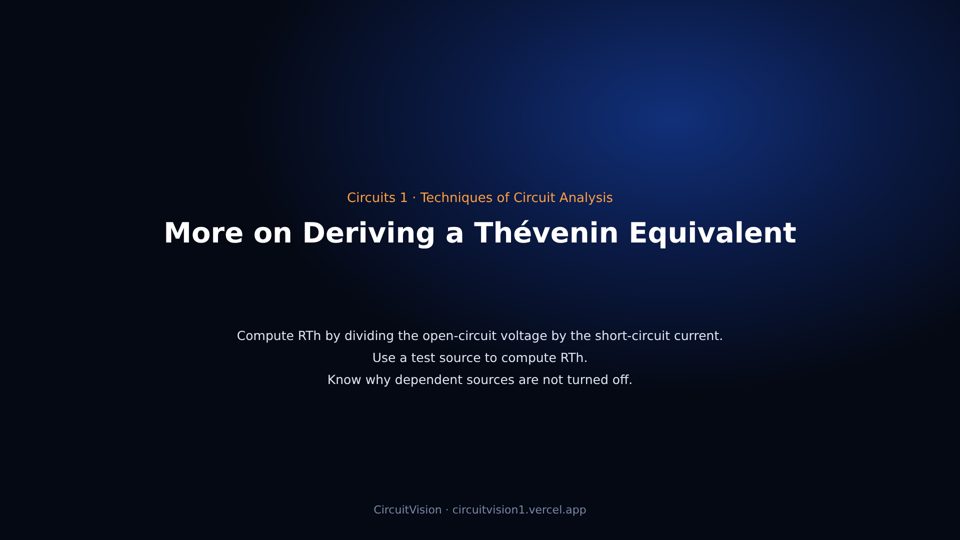 Circuits 1 · Techniques of Circuit Analysis
More on Deriving a Thévenin Equivalent
Compute RTh by dividing the open-circuit voltage by the short-circuit current.
Use a test source to compute RTh.
Know why dependent sources are not turned off.
CircuitVision · circuitvision1.vercel.app